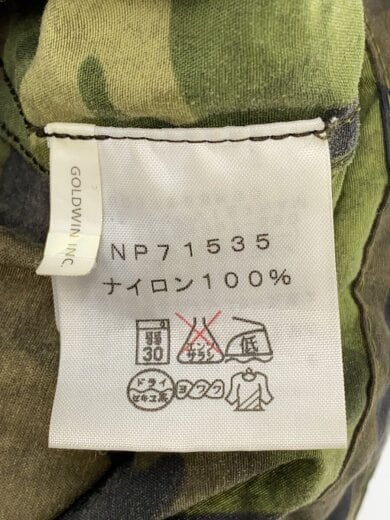 GOLDWIN INC.
NP71535
ナイロン100%
弱
30
エンソ
サラシ
低
ドライ
セキユ系
ヨワク